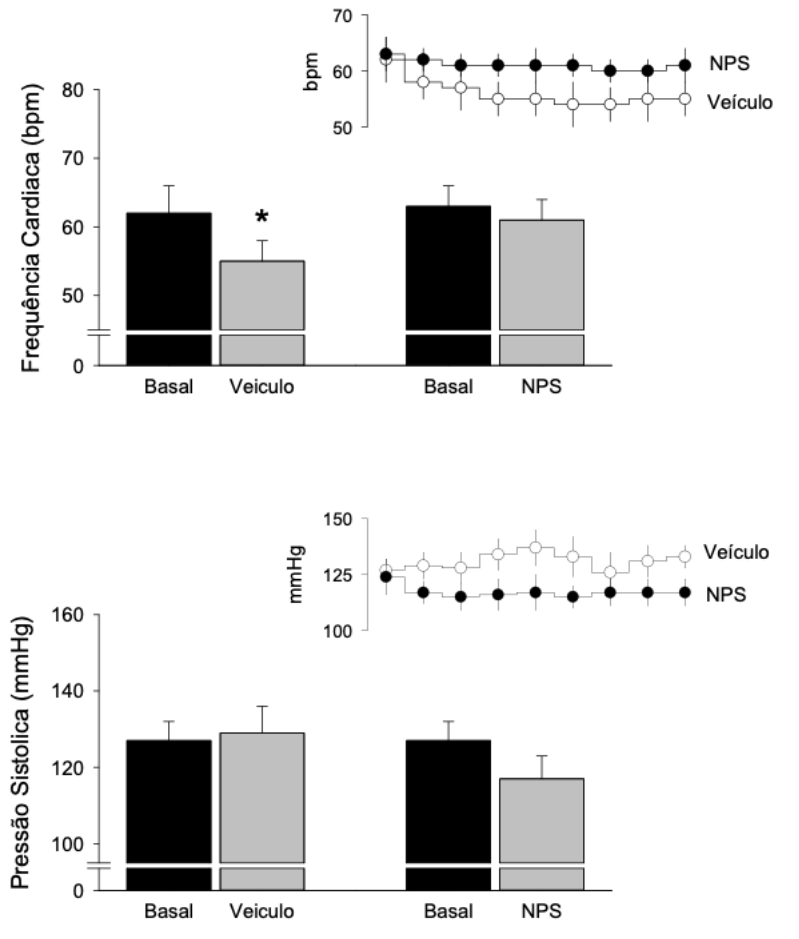 70
60
50
bpm
NPS
Veículo
Frequência Cardiaca (bpm)
80
70
60
50
0
*
Basal Veiculo Basal NPS
150
125
100
mmHg
Veículo
NPS
Pressão Sistolica (mmHg)
160
140
120
100
0
Basal Veiculo Basal NPS